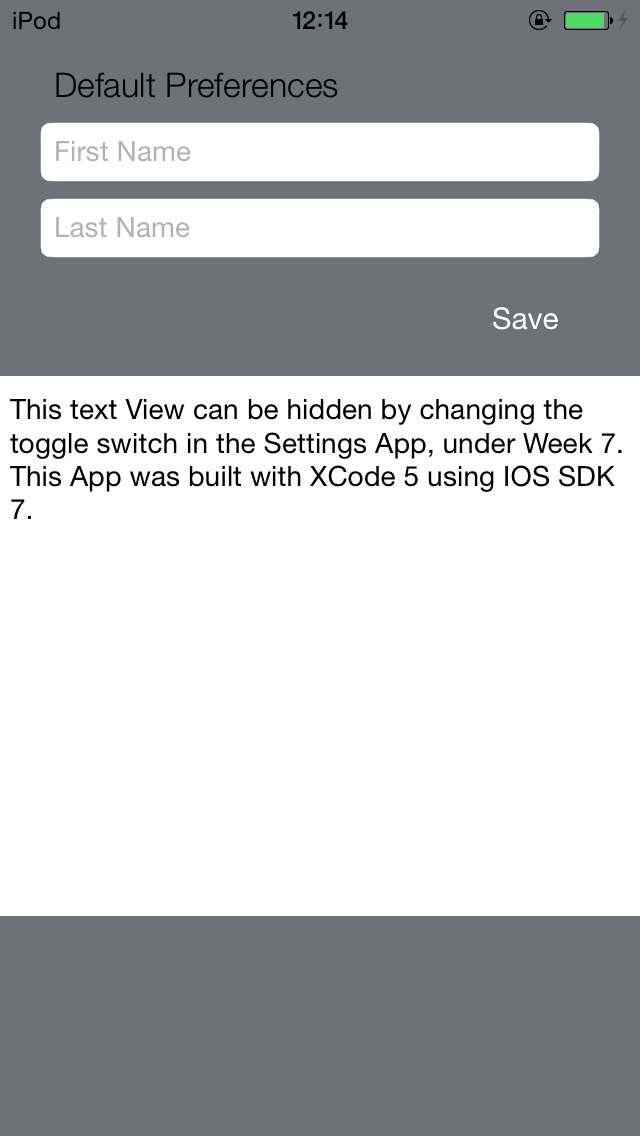 iPod 12:14
Default Preferences
First Name
Last Name
Save
This text View can be hidden by changing the
toggle switch in the Settings App, under Week 7.
This App was built with XCode 5 using IOS SDK
7.